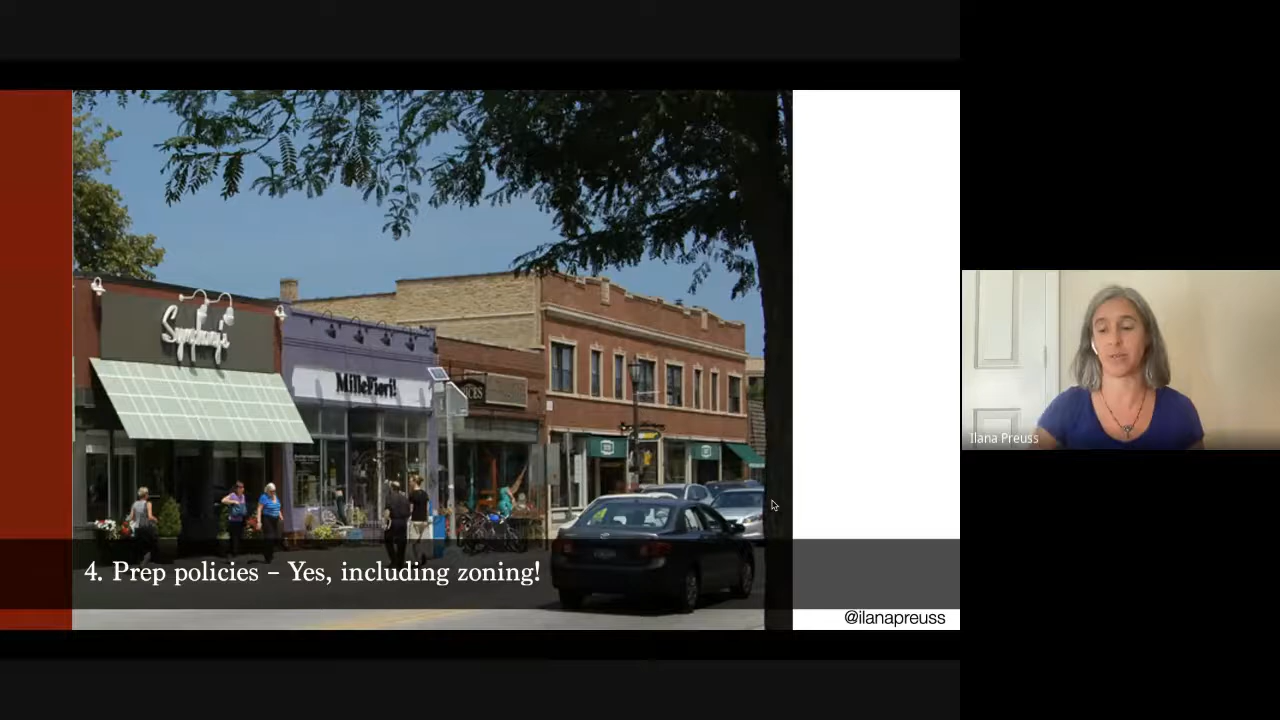 Symphony's
MilleFiori!
4. Prep policies – Yes, including zoning!
@ilanapreuss
Ilana Preuss